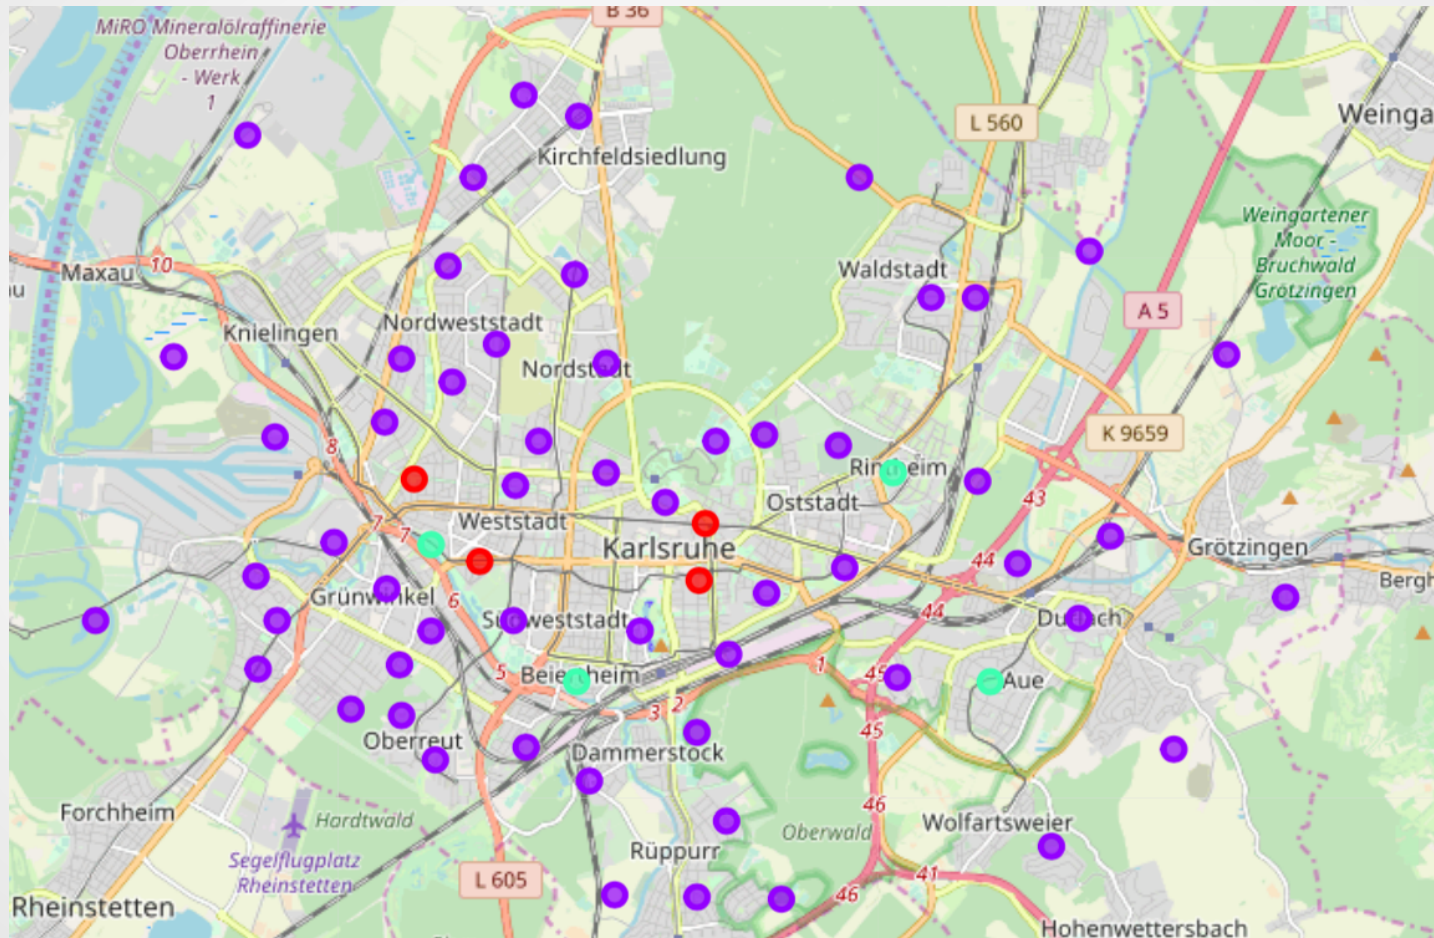 B 36
MiRO Mineralölraffinerie
Oberrhein
- Werk
1
L 560
Weinga
Kirchfeldsiedlung
Weingartener
Moor -
Bruchwald
Grötzingen
Maxau
10
Waldstadt
au
A 5
Knielingen
Nordweststadt
Nordstadt
K 9659
8
Rintheim
43
Oststadt
7
7
Weststadt
Karlsruhe
Grötzingen
44
Bergh
Grünwinkel
6
44
Südweststadt
Durlach
1
5
Beiertheim
45
Aue
3
2
45
Oberreut
Dammerstock
46
Forchheim
Hardtwald
Oberwald
Wolfartsweier
Rüppurr
Segelflugplatz
Rheinstetten
L 605
41
46
Rheinstetten
Hohenwettersbach